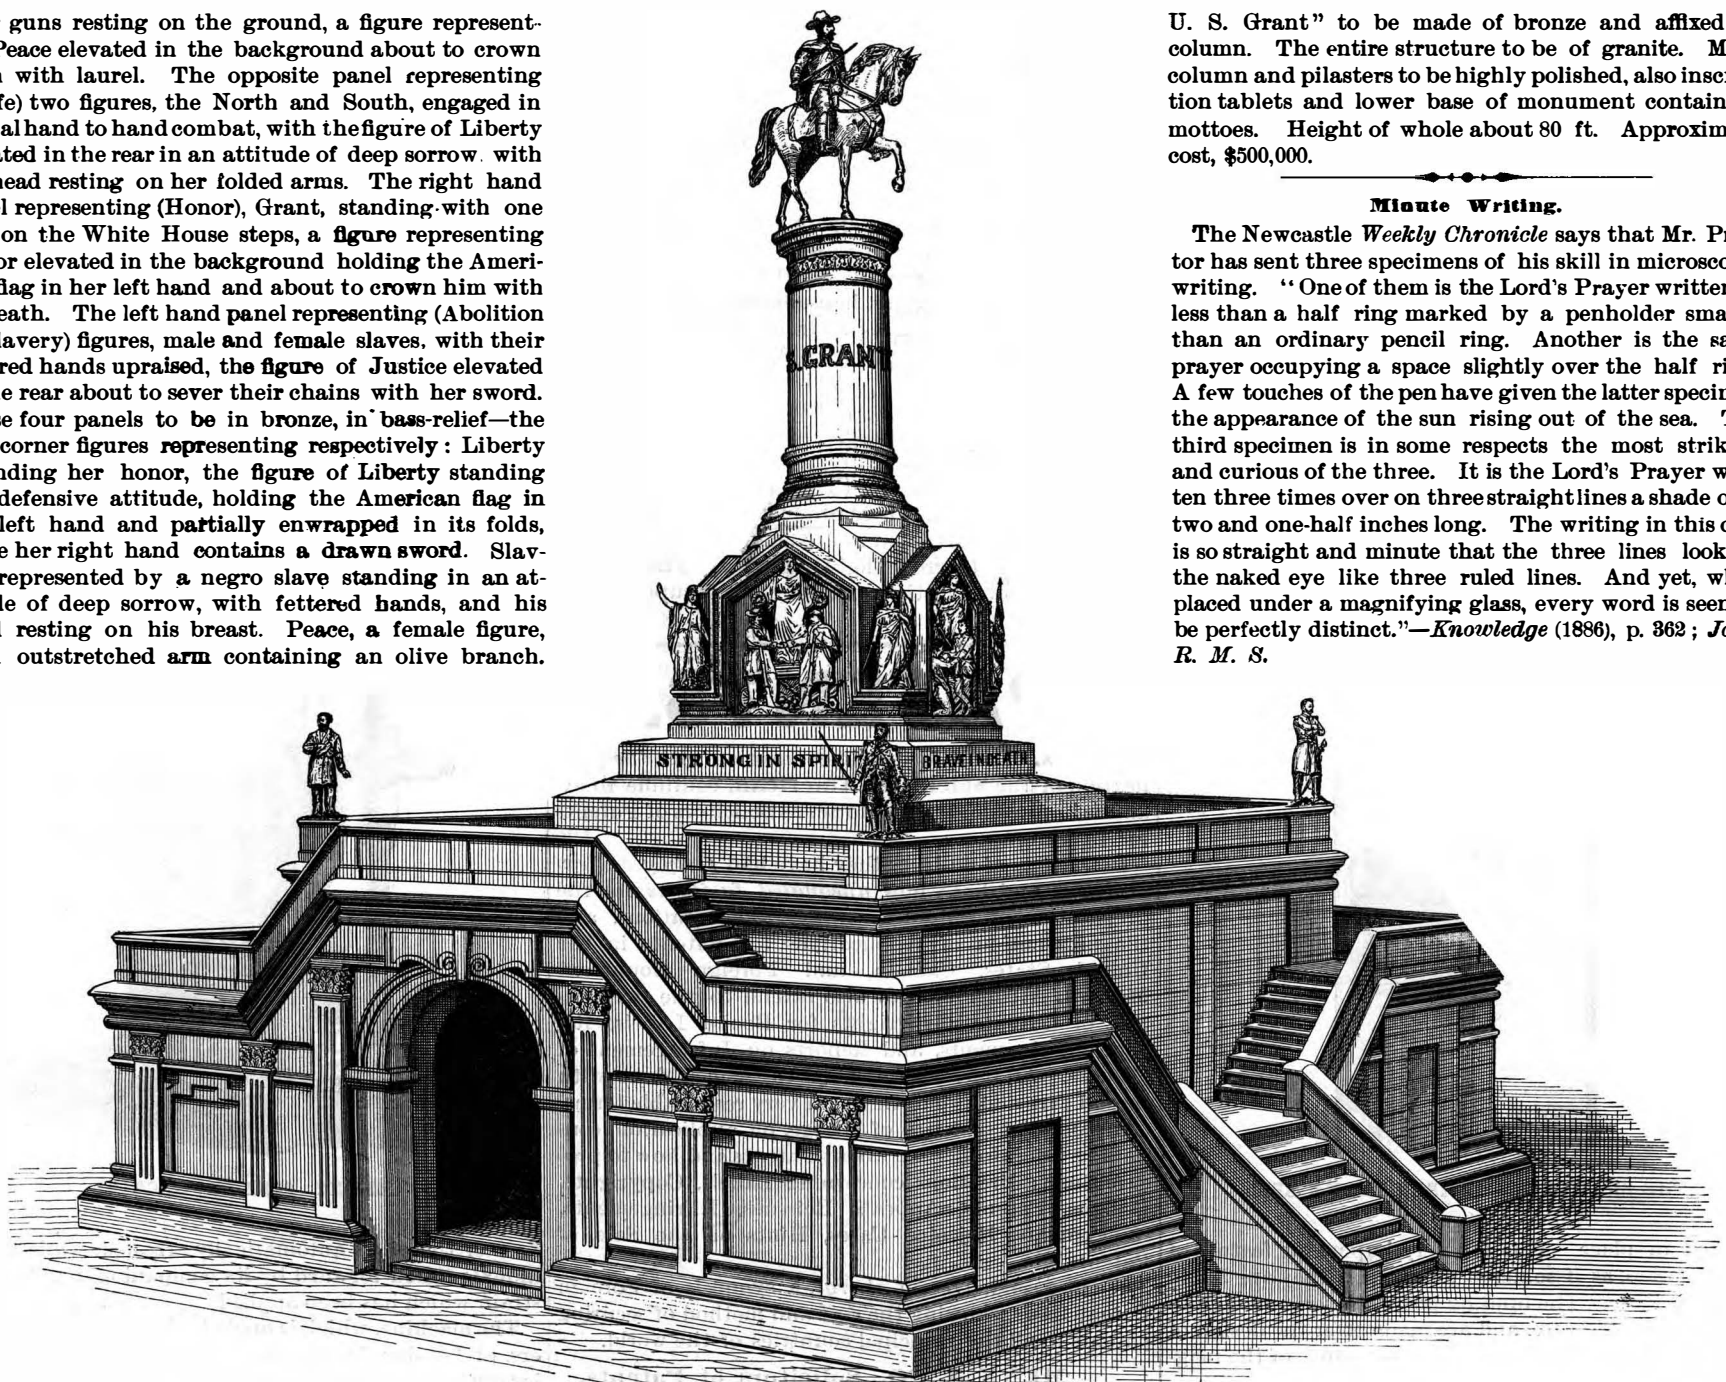 guns resting on the ground, a figure represent-
Peace elevated in the background about to crown
with laurel. The opposite panel representing
fe) two figures, the North and South, engaged in
al hand to hand combat, with the figure of Liberty
ated in the rear in an attitude of deep sorrow with
head resting on her folded arms. The right hand
l representing (Honor), Grant, standing with one
on the White House steps, a figure representing
or elevated in the background holding the Ameri-
flag in her left hand and about to crown him with
eath. The left hand panel representing (Abolition
lavery) figures, male and female slaves, with their
red hands upraised, the figure of Justice elevated
e rear about to sever their chains with her sword.
se four panels to be in bronze, in bass-relief—the
corner figures representing respectively: Liberty
nding her honor, the figure of Liberty standing
defensive attitude, holding the American flag in
left hand and partially enwrapped in its folds,
e her right hand contains a drawn sword. Slav-
represented by a negro slave standing in an at-
le of deep sorrow, with fettered hands, and his
l resting on his breast. Peace, a female figure,
outstretched arm containing an olive branch.
S. GRANT
STRONG IN SPIRIT
BRAVE IN DEATH
U. S. Grant" to be made of bronze and affixed
column. The entire structure to be of granite. M
column and pilasters to be highly polished, also insc
tion tablets and lower base of monument contain
mottoes. Height of whole about 80 ft. Approxim
cost, $500,000.
Minute Writing.
The Newcastle Weekly Chronicle says that Mr. Pr
tor has sent three specimens of his skill in microsco
writing. "One of them is the Lord's Prayer written
less than a half ring marked by a penholder sma
than an ordinary pencil ring. Another is the sa
prayer occupying a space slightly over the half ri
A few touches of the pen have given the latter speci
the appearance of the sun rising out of the sea. T
third specimen is in some respects the most strik
and curious of the three. It is the Lord's Prayer w
ten three times over on three straight lines a shade o
two and one-half inches long. The writing in this c
is so straight and minute that the three lines look
the naked eye like three ruled lines. And yet, wh
placed under a magnifying glass, every word is seen
be perfectly distinct."—Knowledge (1886), p. 362; Jo
R. M. S.